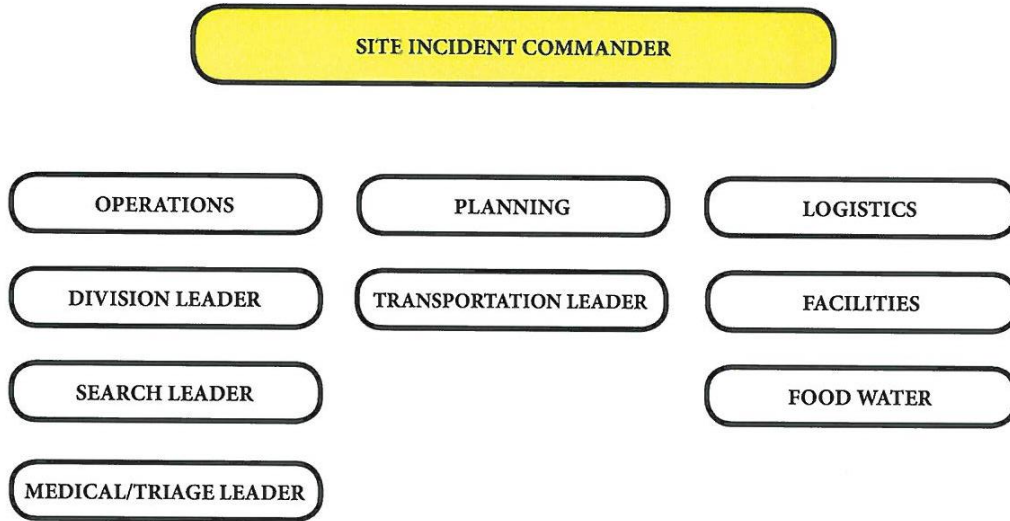 SITE INCIDENT COMMANDER
OPERATIONS
PLANNING
LOGISTICS
DIVISION LEADER
TRANSPORTATION LEADER
FACILITIES
SEARCH LEADER
FOOD WATER
MEDICAL/TRIAGE LEADER